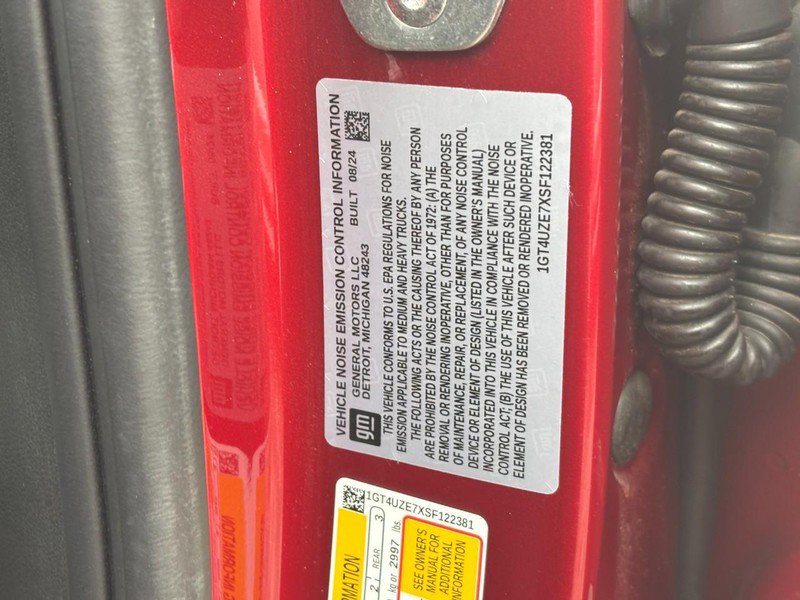 VEHICLE NOISE EMISSION CONTROL INFORMATION
gm
GENERAL MOTORS LLC
DETROIT, MICHIGAN 48243 BUILT 08/24
THIS VEHICLE CONFORMS TO U.S. EPA REGULATIONS FOR NOISE
EMISSION APPLICABLE TO MEDIUM AND HEAVY TRUCKS.
THE FOLLOWING ACTS OR THE CAUSING THEREOF BY ANY PERSON
ARE PROHIBITED BY THE NOISE CONTROL ACT OF 1972: (A) THE
REMOVAL OR RENDERING INOPERATIVE, OTHER THAN FOR PURPOSES
OF MAINTENANCE, REPAIR, OR REPLACEMENT, OF ANY NOISE CONTROL
DEVICE OR ELEMENT OF DESIGN (LISTED IN THE OWNER'S MANUAL)
INCORPORATED INTO THIS VEHICLE IN COMPLIANCE WITH THE NOISE
CONTROL ACT; (B) THE USE OF THIS VEHICLE AFTER SUCH DEVICE OR
ELEMENT OF DESIGN HAS BEEN REMOVED OR RENDERED INOPERATIVE.
1GT4UZE7XSF122381
1GT4UZE7XSF122381
2 REAR 3
kg or 2997 lbs.
SEE OWNER'S
MANUAL FOR
ADDITIONAL
INFORMATION